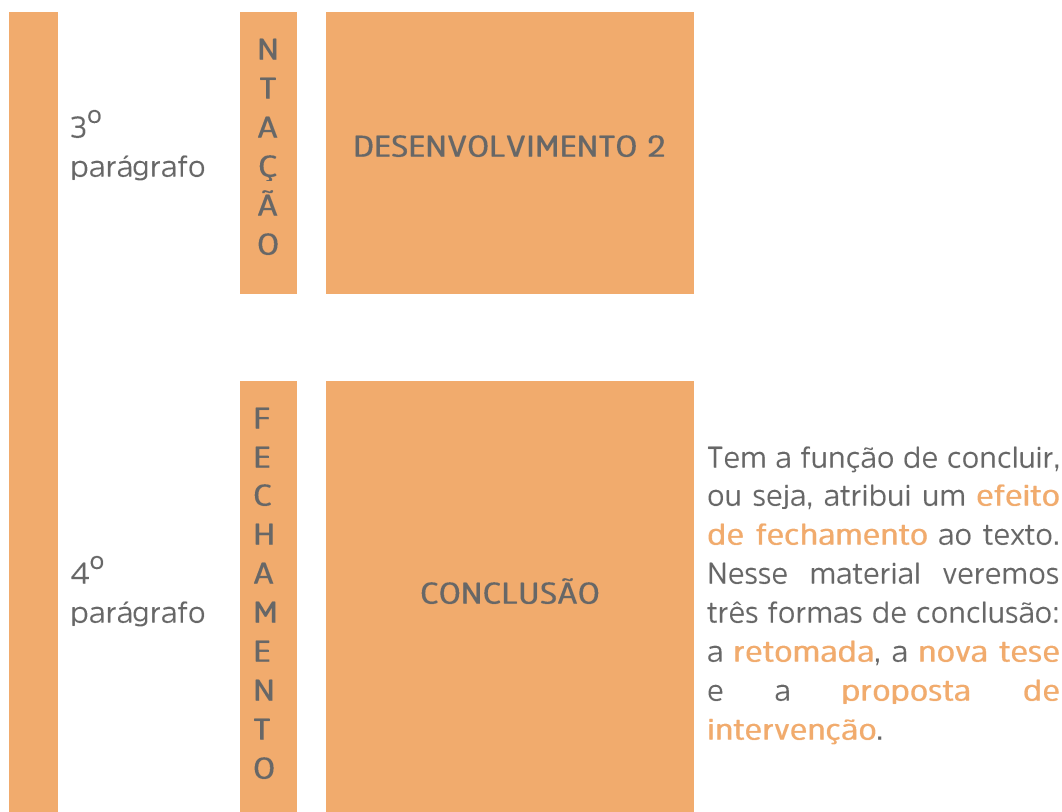 3º
parágrafo
N
T
A
Ç
Ã
O
DESENVOLVIMENTO 2
4º
parágrafo
F
E
C
H
A
M
E
N
T
O
CONCLUSÃO
Tem a função de concluir,
ou seja, atribui um efeito
de fechamento ao texto.
Nesse material veremos
três formas de conclusão:
a retomada, a nova tese
e a proposta de
intervenção.